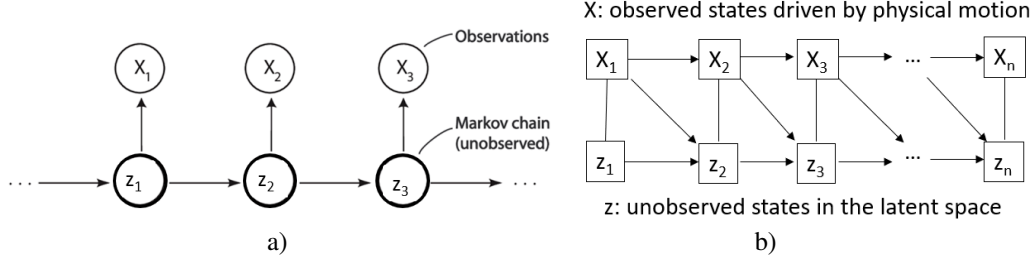 X₁ X₂ X₃ Observations
Markov chain
(unobserved)
... z₁ z₂ z₃ ...
a)
X: observed states driven by physical motion
X₁ X₂ X₃ ... Xₙ
z₁ z₂ z₃ ... zₙ
z: unobserved states in the latent space
b)